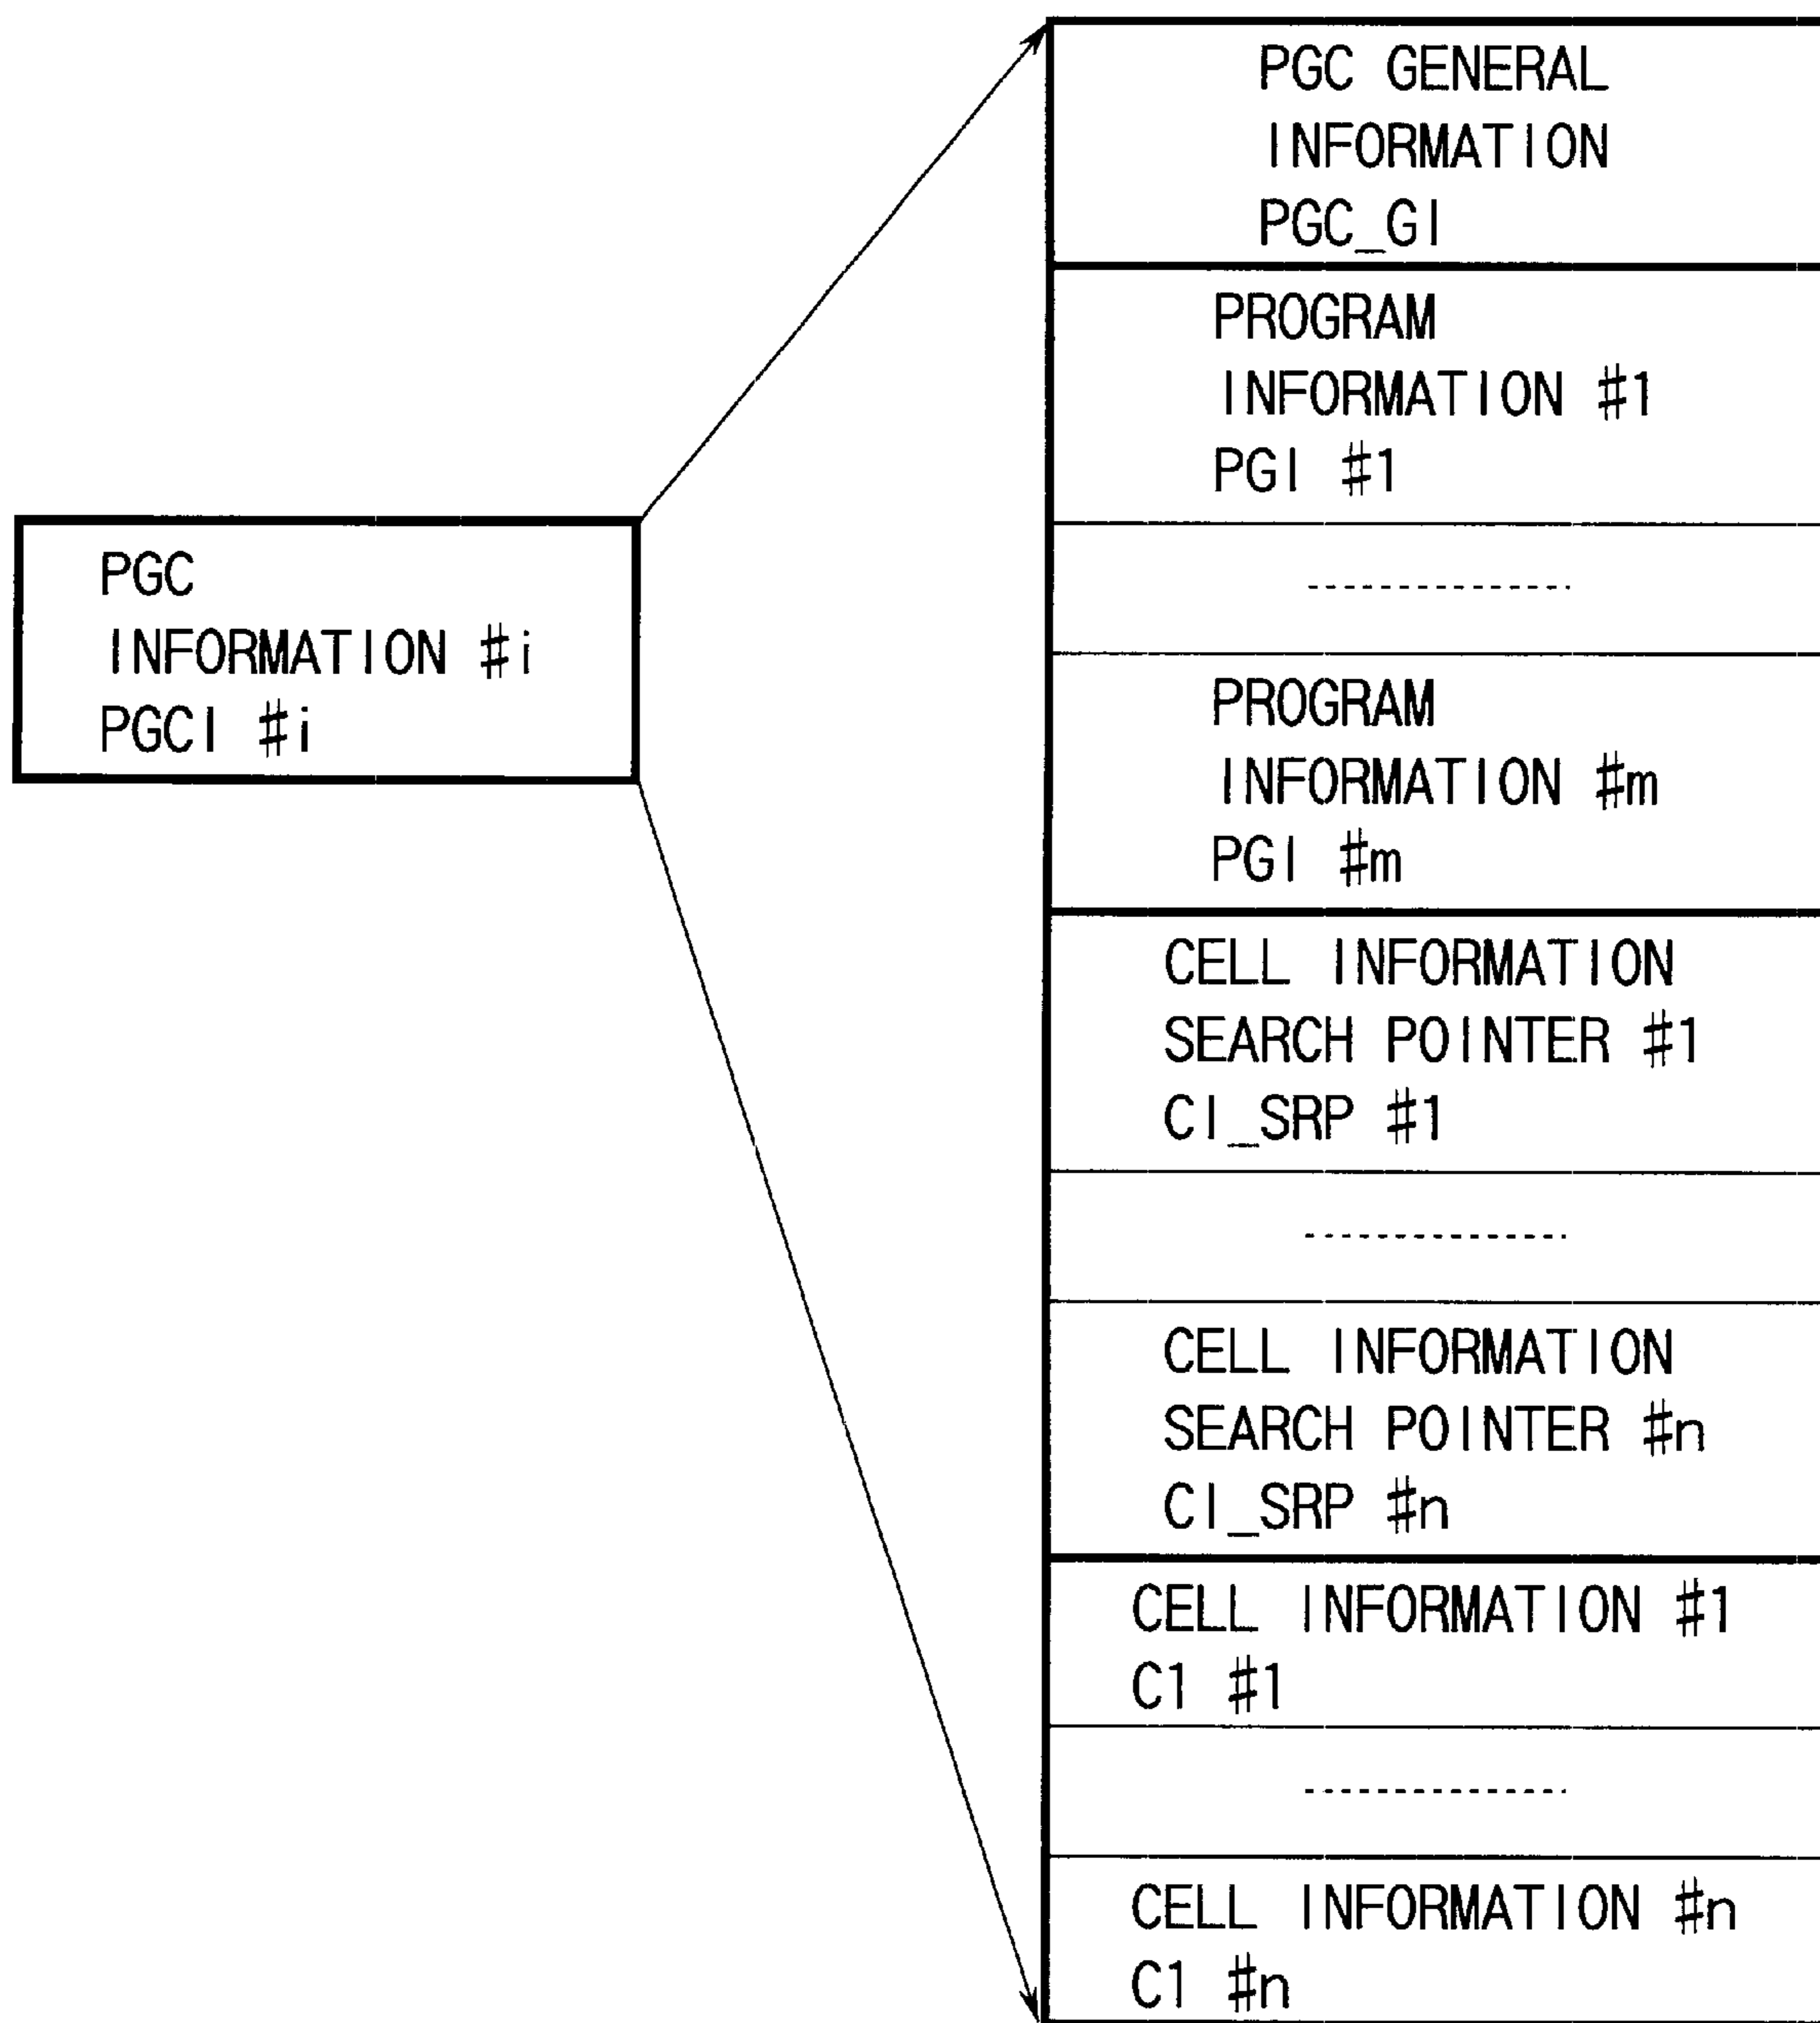 PGC
INFORMATION #i
PGCI #i
PGC GENERAL
INFORMATION
PGC_GI
PROGRAM
INFORMATION #1
PGI #1
PROGRAM
INFORMATION #m
PGI #m
CELL INFORMATION
SEARCH POINTER #1
CI_SRP #1
CELL INFORMATION
SEARCH POINTER #n
CI_SRP #n
CELL INFORMATION #1
C1 #1
CELL INFORMATION #n
C1 #n